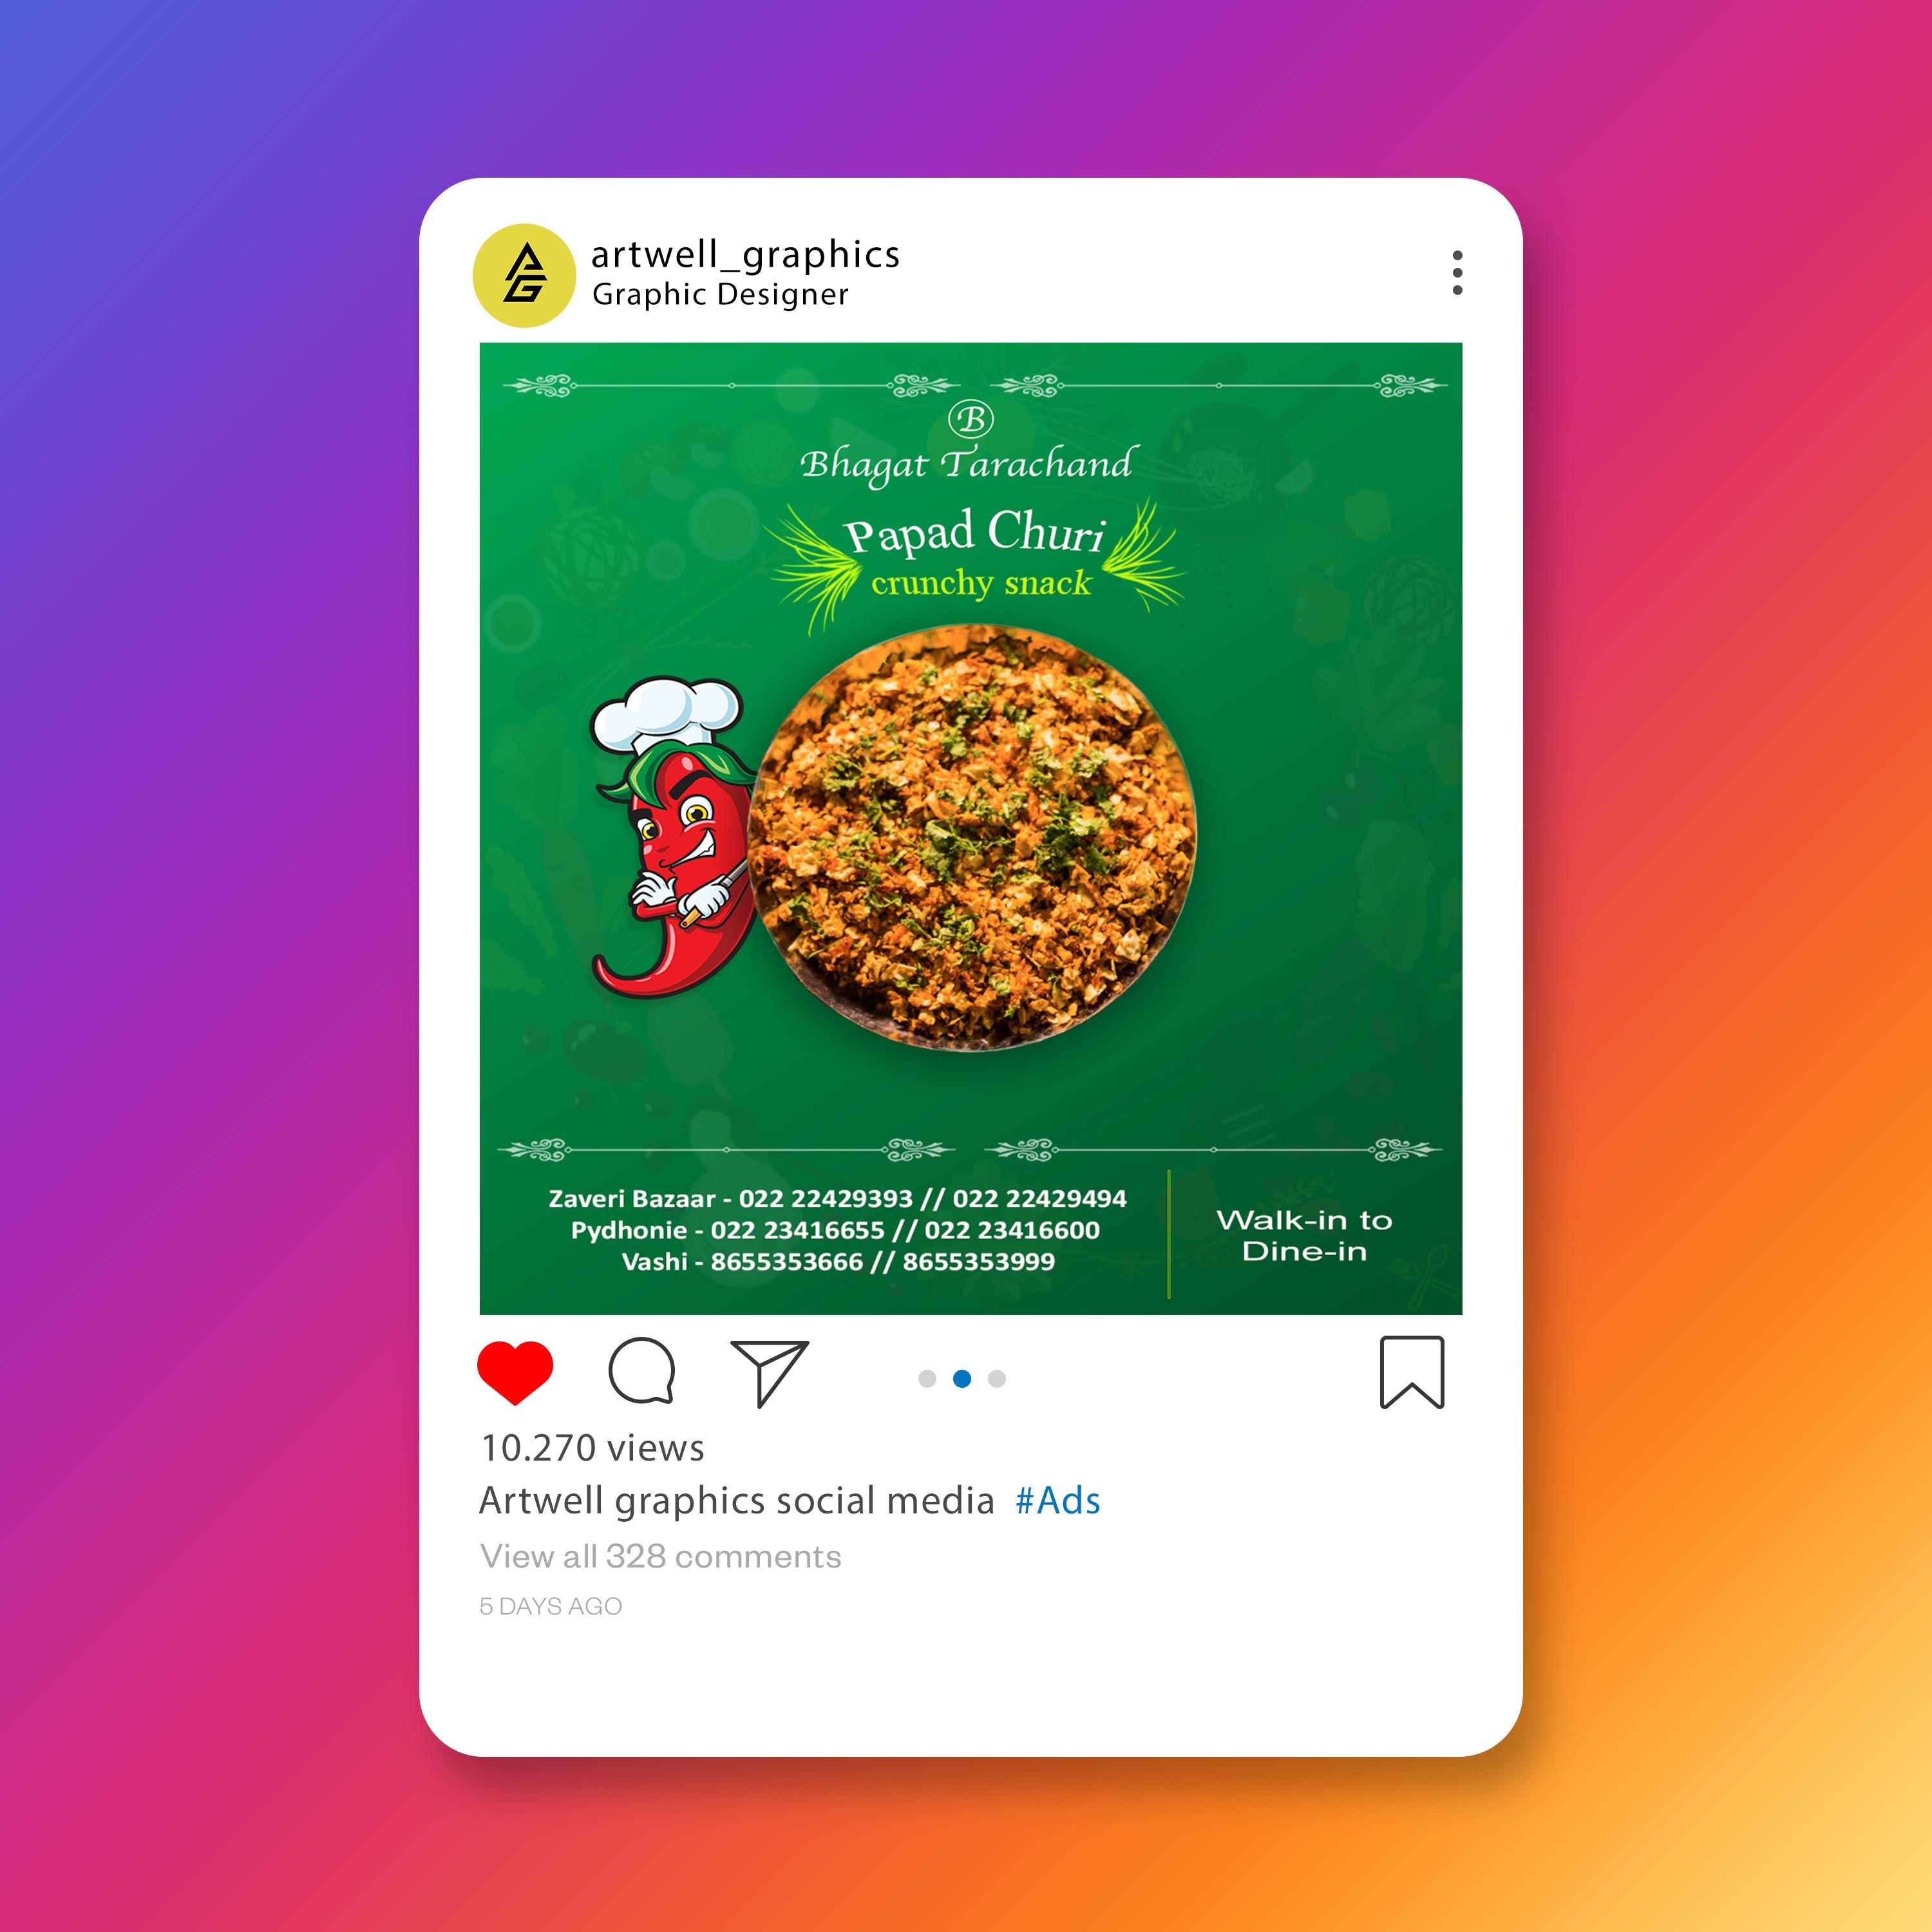 artwell_graphics
Graphic Designer
B
Bhagat Tarachand
Papad Churi
crunchy snack
Zaveri Bazaar - 022 22429393 // 022 22429494
Pydhonie - 022 23416655 // 022 23416600
Vashi - 8655353666 // 8655353999
Walk-in to
Dine-in
10.270 views
Artwell graphics social media #Ads
View all 328 comments
5 DAYS AGO